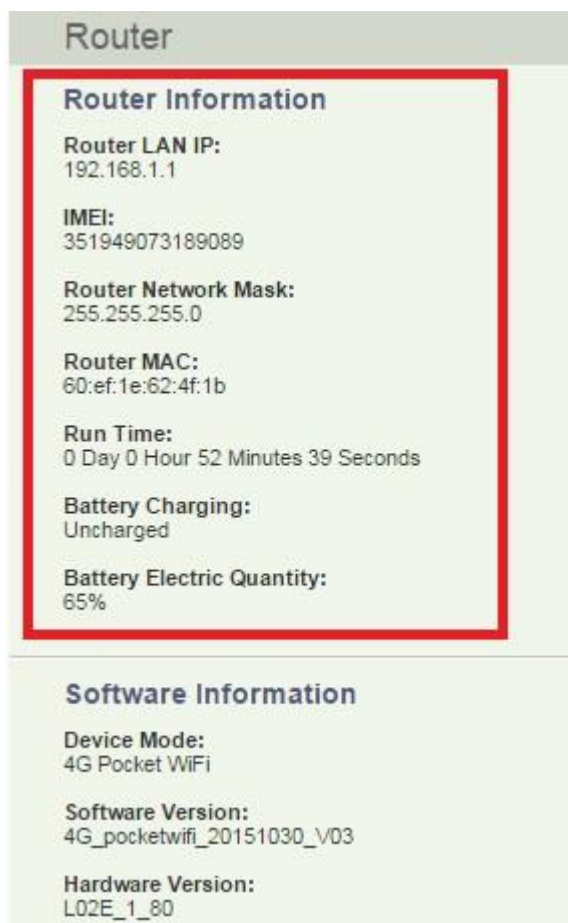 Router
Router Information
Router LAN IP:
192.168.1.1
IMEI:
351949073189089
Router Network Mask:
255.255.255.0
Router MAC:
60:ef:1e:62:4f:1b
Run Time:
0 Day 0 Hour 52 Minutes 39 Seconds
Battery Charging:
Uncharged
Battery Electric Quantity:
65%
Software Information
Device Mode:
4G Pocket WiFi
Software Version:
4G_pocketwifi_20151030_V03
Hardware Version:
L02E_1_80